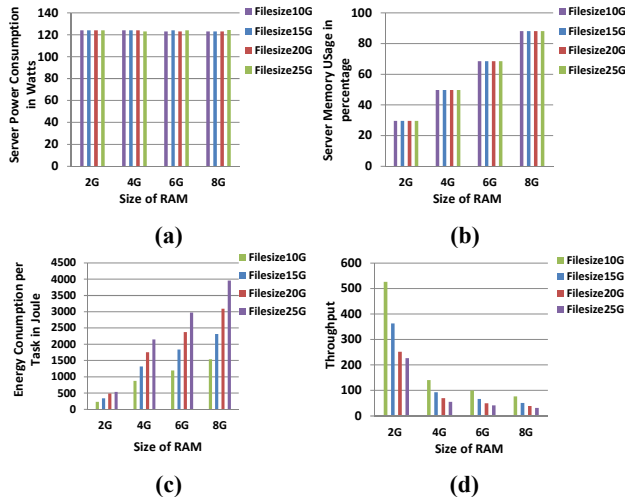 Server Power Consumption
in Watts
140
120
100
80
60
40
20
0
2G 4G 6G 8G
Size of RAM
Filesize10G
Filesize15G
Filesize20G
Filesize25G
(a)
Server Memory USage in
percentage
100
80
60
40
20
0
2G 4G 6G 8G
Size of RAM
Filesize10G
Filesize15G
Filesize20G
Filesize25G
(b)
Energy Conumption per
Task in Joule
4500
4000
3500
3000
2500
2000
1500
1000
500
0
2G 4G 6G 8G
Size of RAM
Filesize10G
Filesize15G
Filesize20G
Filesize25G
(c)
Throughput
600
500
400
300
200
100
0
2G 4G 6G 8G
Size of RAM
Filesize10G
Filesize15G
Filesize20G
Filesize25G
(d)